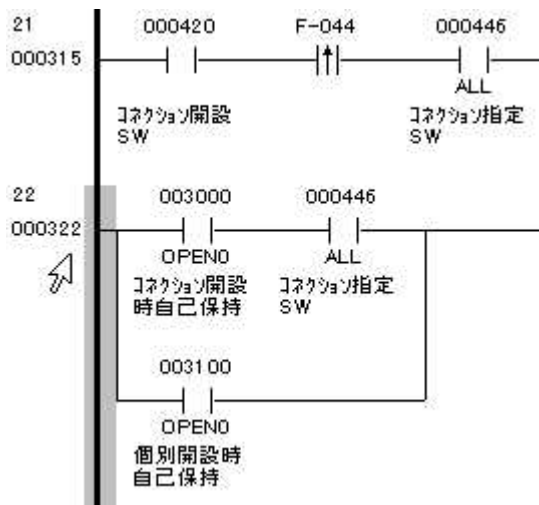 21 000420 F-044 000446
000315
ALL
ｺﾈｸｼｮﾝ開設 ｺﾈｸｼｮﾝ指定
SW SW
22 003000 000446
000322
OPEN0 ALL
ｺﾈｸｼｮﾝ開設 ｺﾈｸｼｮﾝ指定
時自己保持 SW
003100
OPEN0
個別開設時
自己保持